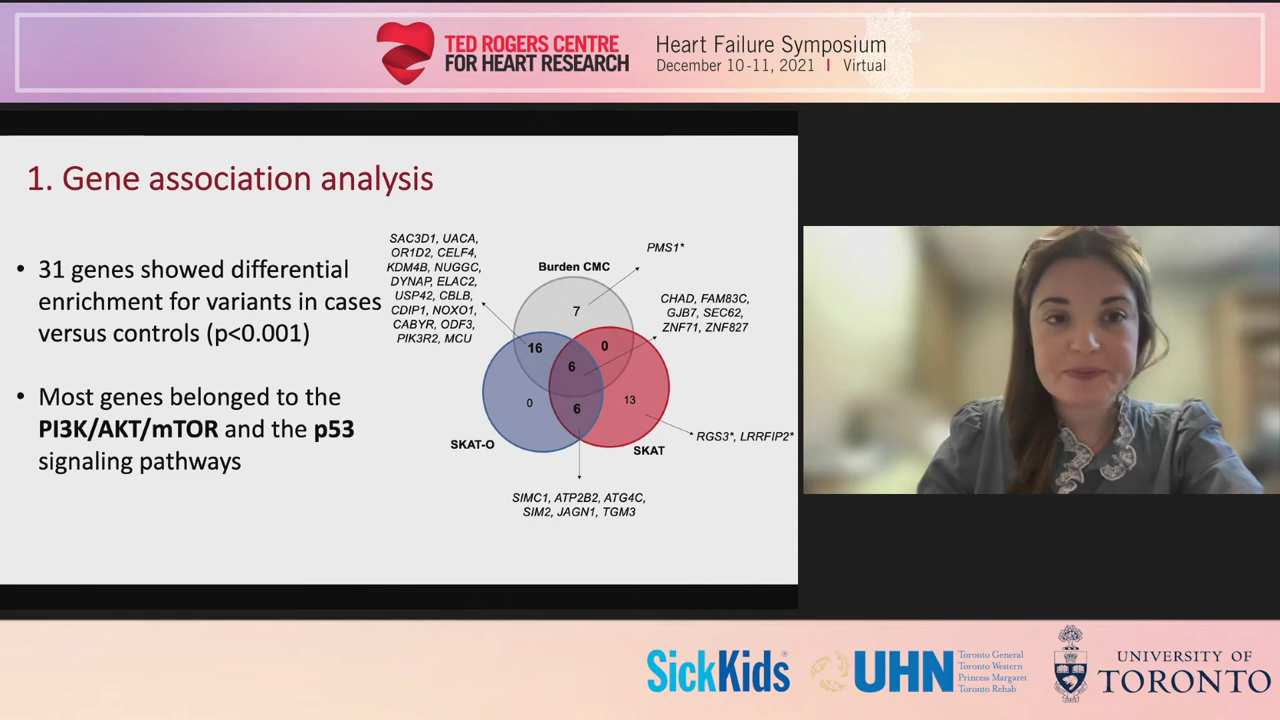 TED ROGERS CENTRE
FOR HEART RESEARCH
Heart Failure Symposium
December 10-11, 2021 | Virtual
1. Gene association analysis
• 31 genes showed differential
enrichment for variants in cases
versus controls (p<0.001)
• Most genes belonged to the
PI3K/AKT/mTOR and the p53
signaling pathways
SAC3D1, UACA,
OR1D2, CELF4,
KDM4B, NUGGC,
DYNAP, ELAC2,
USP42, CBLB,
CDIP1, NOXO1,
CABYR, ODF3,
PIK3R2, MCU
Burden CMC
PMS1*
CHAD, FAM83C,
GJB7, SEC62,
ZNF71, ZNF827
7
16
0
6
0
13
6
SKAT-O
SKAT
RGS3*, LRRFIP2*
SIMC1, ATP2B2, ATG4C,
SIM2, JAGN1, TGM3
SickKids®
UHN
Toronto General
Toronto Western
Princess Margaret
Toronto Rehab
UNIVERSITY OF
TORONTO